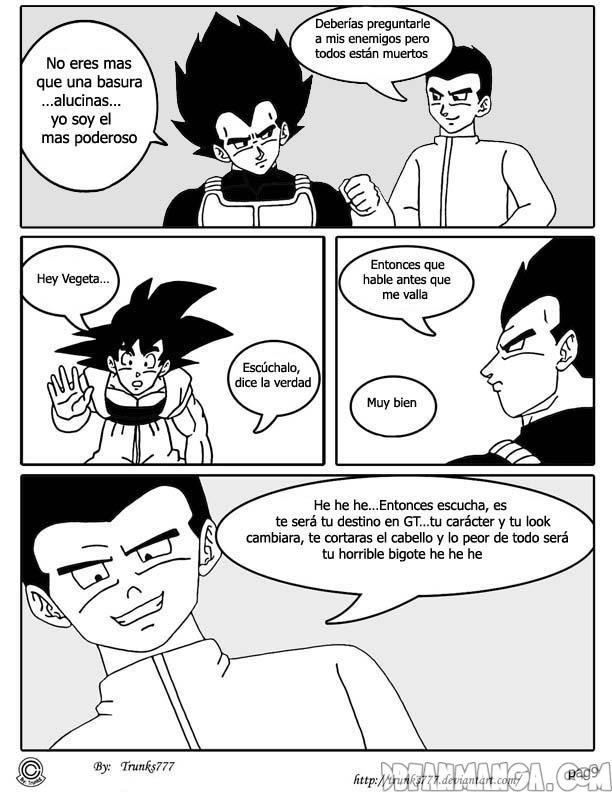 No eres mas
que una basura
...alucinas...
yo soy el
mas poderoso
Deberías preguntarle
a mis enemigos pero
todos están muertos
Hey Vegeta...
Escúchalo,
dice la verdad
Entonces que
hable antes que
me valla
Muy bien
He he he...Entonces escucha, es
te será tu destino en GT...tu carácter y tu look
cambiara, te cortaras el cabello y lo peor de todo será
tu horrible bigote he he he
By: Trunks777
http://trunks777.deviantart.com/
pag9